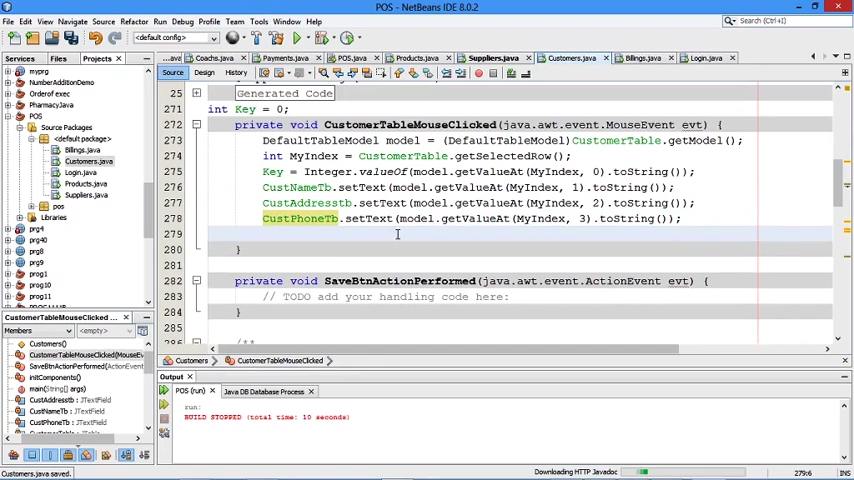 POS - NetBeans IDE 8.0.2
File Edit View Navigate Source Refactor Run Debug Profile Team Tools Window Help
Search (Ctrl+I)
<default config>
Services Files Projects
...ava Coachs.java Payments.java POS.java Products.java Suppliers.java Customers.java Billings.java Login.java
Source Design History
myprg
NumberAdditionDemo
Orderof exec
PharmacyJava
POS
Source Packages
<default package>
Billings.java
Customers.java
Login.java
Products.java
Suppliers.java
pos
Libraries
prg4
prg40
prg8
prg9
prog1
prog10
prog11
25 Generated Code
271 int Key = 0;
272 private void CustomerTableMouseClicked(java.awt.event.MouseEvent evt) {
273 DefaultTableModel model = (DefaultTableModel)CustomerTable.getModel();
274 int MyIndex = CustomerTable.getSelectedRow();
275 Key = Integer.valueOf(model.getValueAt(MyIndex, 0).toString());
276 CustNameTb.setText(model.getValueAt(MyIndex, 1).toString());
277 CustAddresstb.setText(model.getValueAt(MyIndex, 2).toString());
278 CustPhoneTb.setText(model.getValueAt(MyIndex, 3).toString());
279
280 }
281
282 private void SaveBtnActionPerformed(java.awt.event.ActionEvent evt) {
283 // TODO add your handling code here:
284 }
285
286 /**
Customers CustomerTableMouseClicked
CustomerTableMouseClicked ...
Members <empty>
Customers()
CustomerTableMouseClicked(MouseEv
SaveBtnActionPerformed(ActionEven
initComponents()
main(String[] args)
CustAddresstb : JTextField
CustNameTb : JTextField
CustPhoneTb : JTextField
Output
POS (run) Java DB Database Process
run:
BUILD STOPPED (total time: 10 seconds)
Customers.java saved.
Downloading HTTP Javadoc
279:6 INS